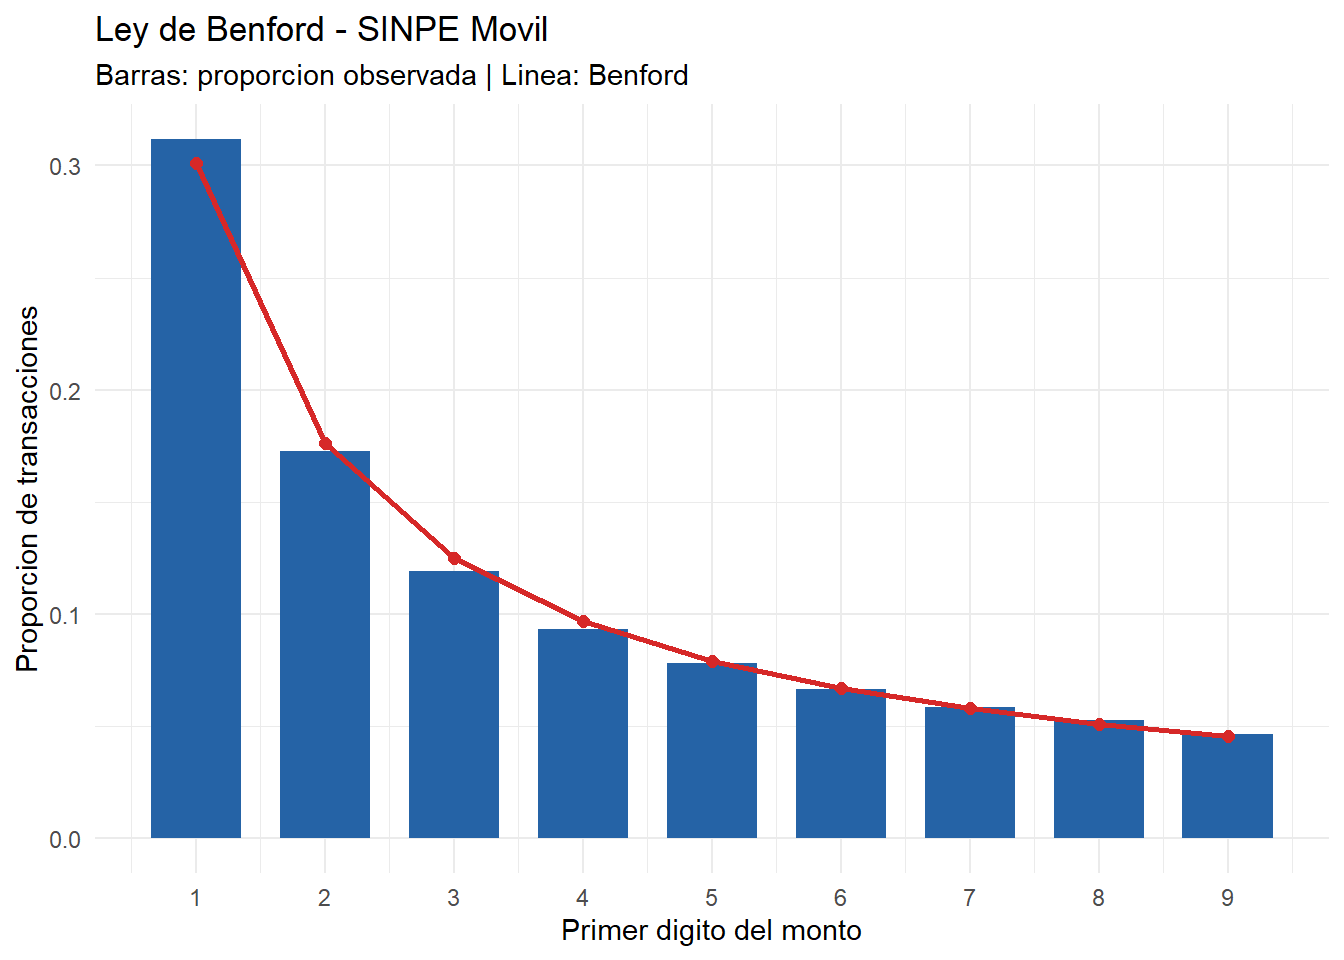 Ley de Benford - SINPE Movil
Barras: proporcion observada | Linea: Benford
Proporcion de transacciones
0.3
0.2
0.1
0.0
1 2 3 4 5 6 7 8 9
Primer digito del monto